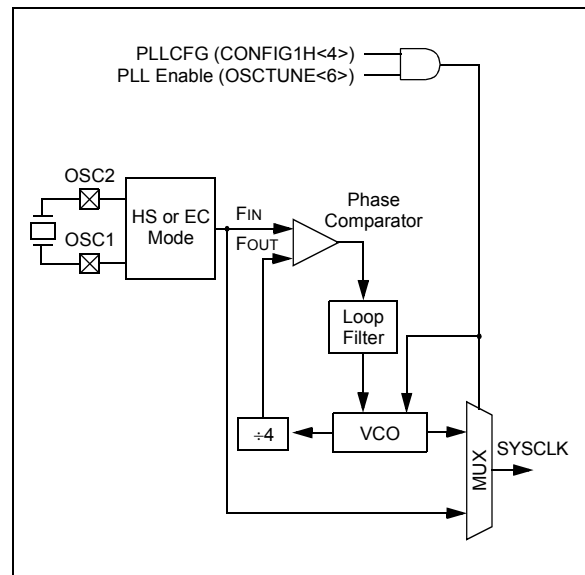 PLLCFG (CONFIG1H<4>)
PLL Enable (OSCTUNE<6>)
OSC2
OSC1
HS or EC
Mode
FIN
FOUT
Phase
Comparator
Loop
Filter
÷4
VCO
MUX
SYSCLK